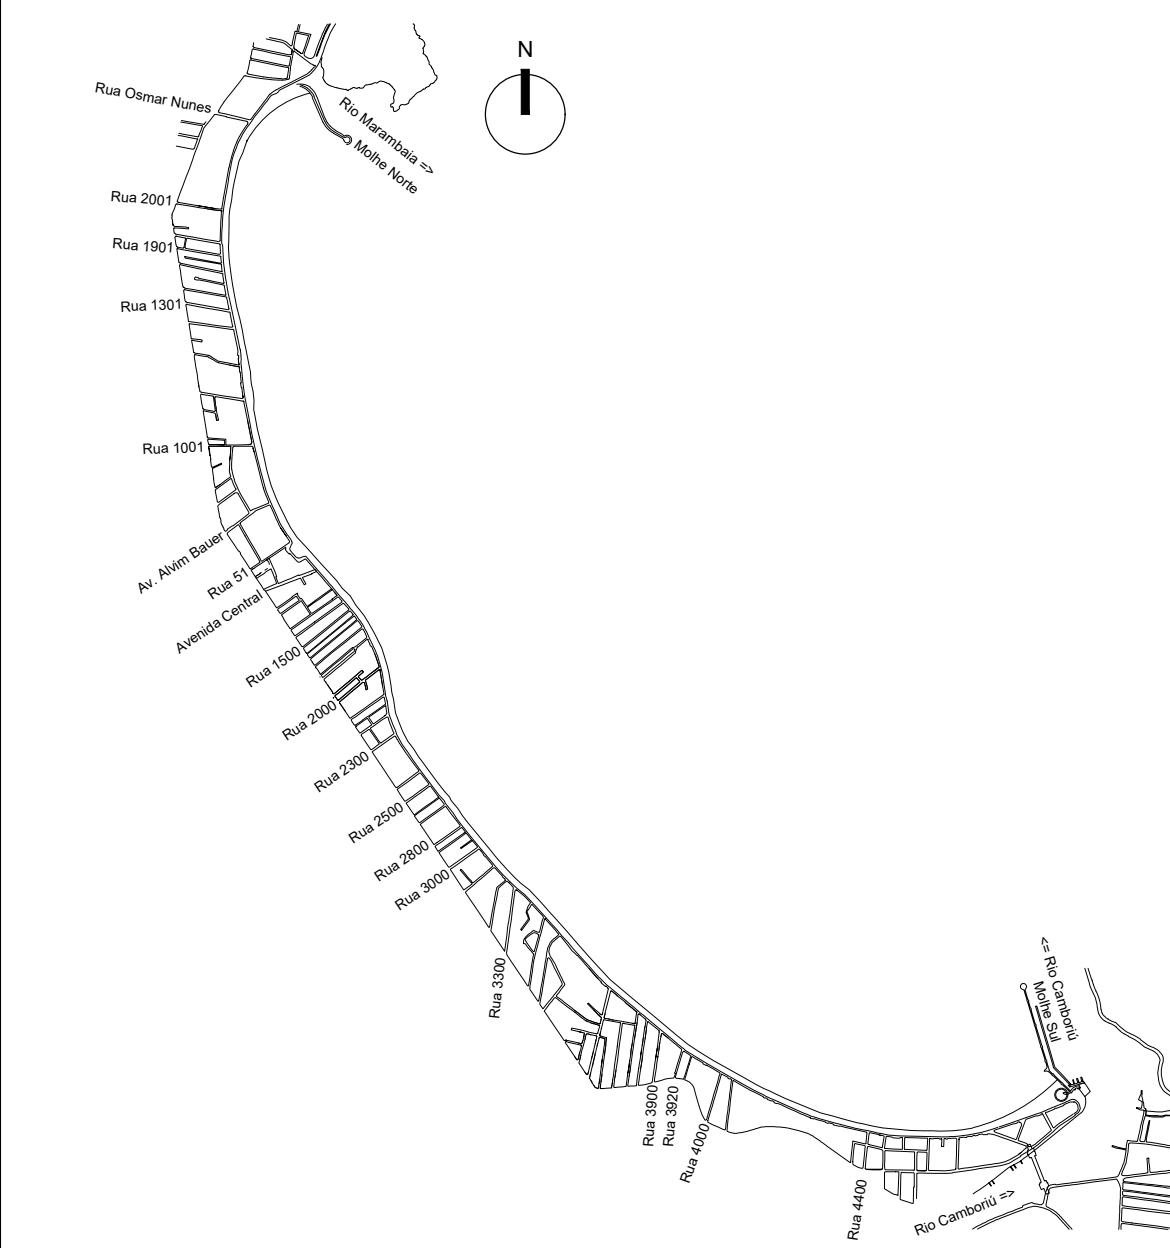 N
Rua Osmar Nunes
Rio Marambaia =>
Molhe Norte
Rua 2001
Rua 1901
Rua 1301
Rua 1001
Av. Alvim Bauer
Rua 51
Avenida Central
Rua 1500
Rua 2000
Rua 2300
Rua 2500
Rua 2800
Rua 3000
Rua 3300
<= Rio Camboriú
Molhe Sul
Rua 3900
Rua 3920
Rua 4000
Rua 4400
Rio Camboriú =>